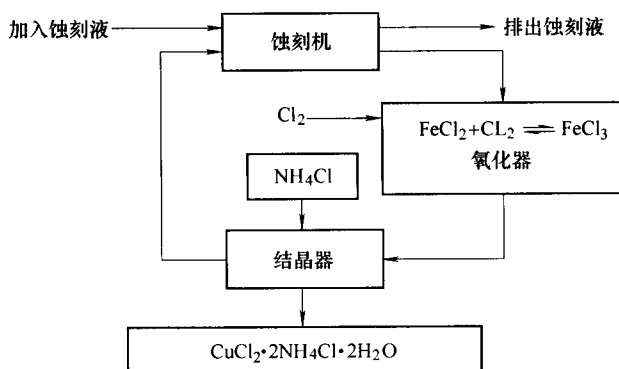 加入蚀刻液
蚀刻机
排出蚀刻液
Cl₂
FeCl₂+CL₂ ⇌ FeCl₃
氧化器
NH₄Cl
结晶器
CuCl₂·2NH₄Cl·2H₂O